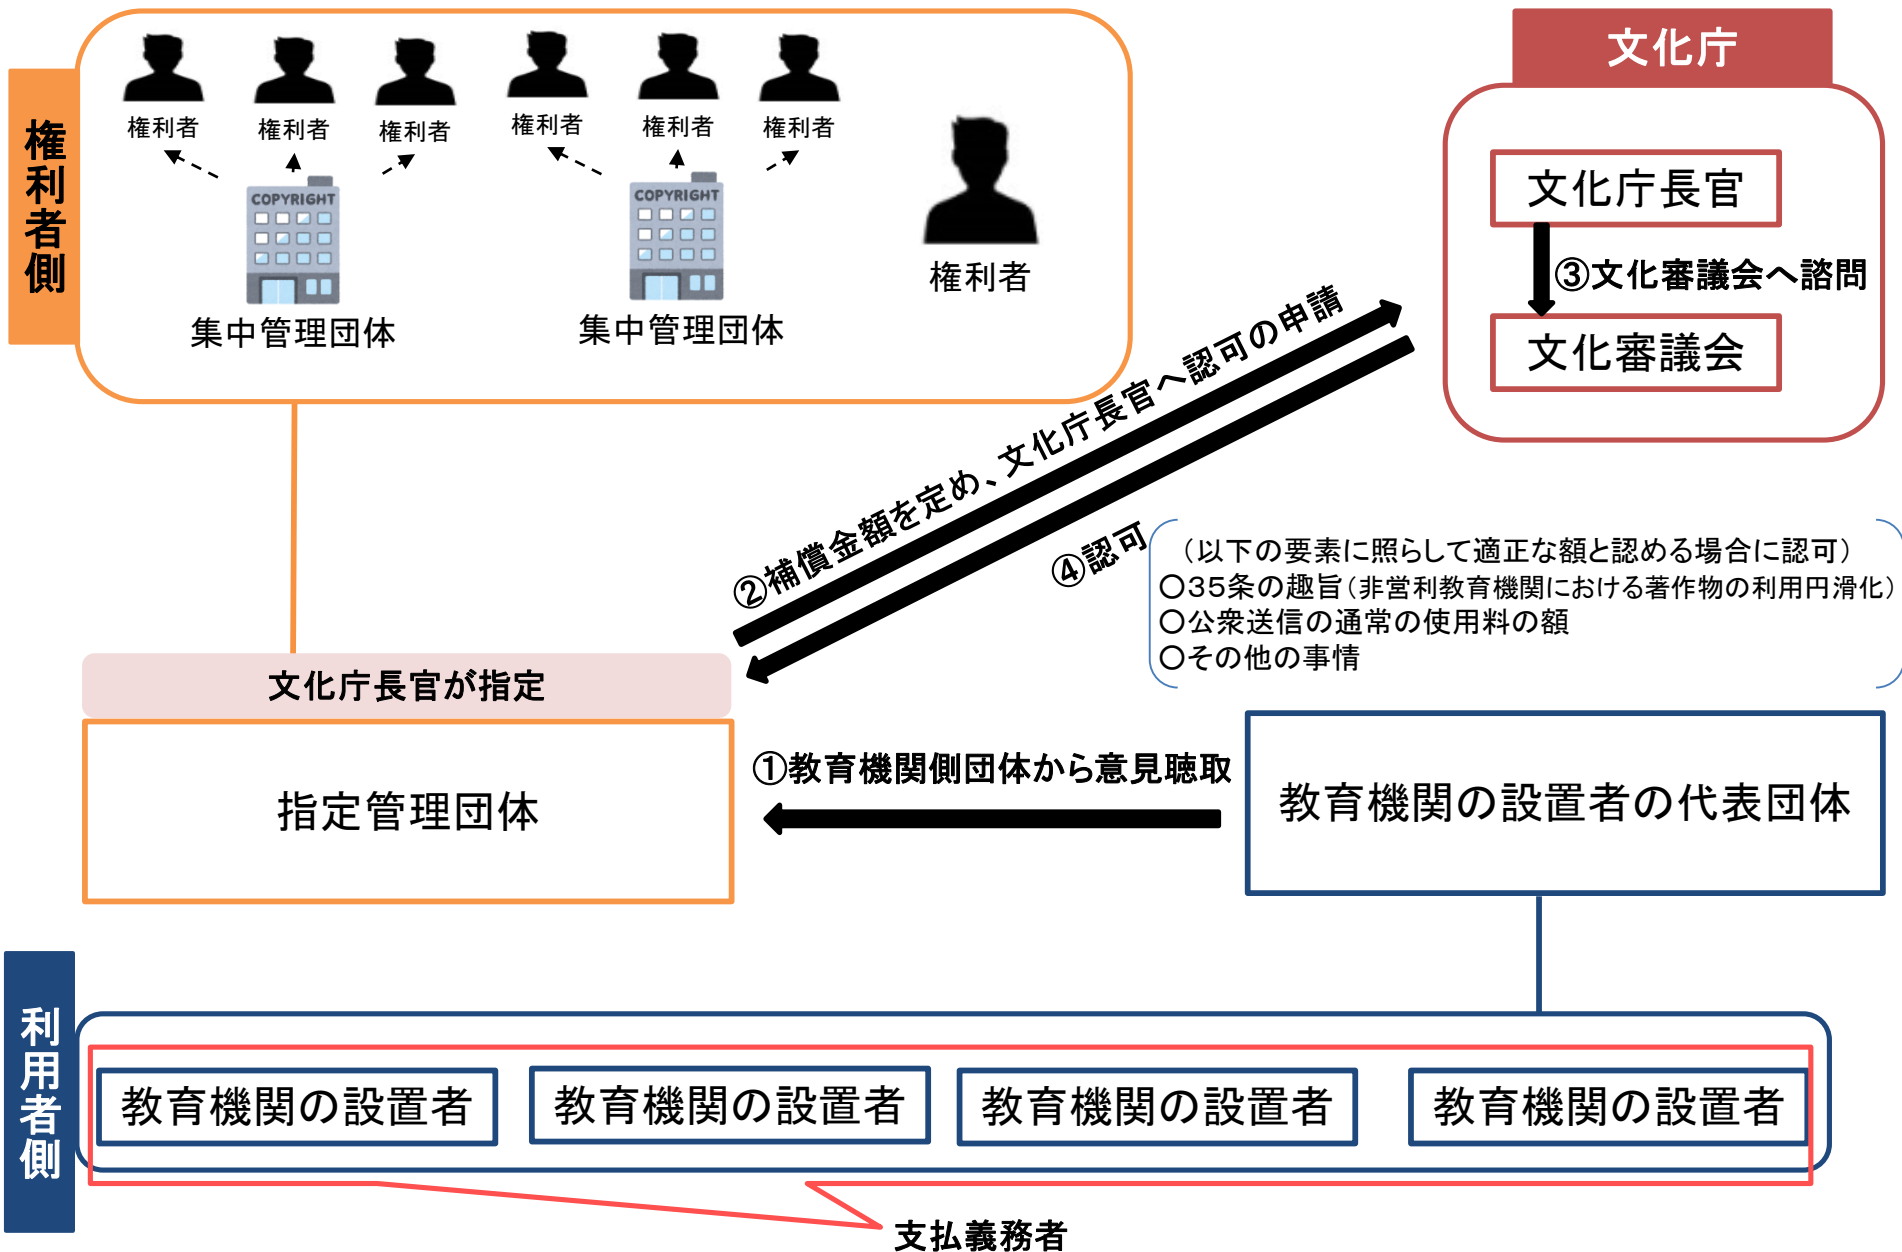 権利者側
権利者
権利者
権利者
権利者
権利者
権利者
COPYRIGHT
COPYRIGHT
集中管理団体
集中管理団体
権利者
文化庁
文化庁長官
③文化審議会へ諮問
文化審議会
②補償金額を定め、文化庁長官へ認可の申請
④認可
（以下の要素に照らして適正な額と認める場合に認可）
○35条の趣旨（非営利教育機関における著作物の利用円滑化）
○公衆送信の通常の使用料の額
○その他の事情
文化庁長官が指定
指定管理団体
①教育機関側団体から意見聴取
教育機関の設置者の代表団体
利用者側
教育機関の設置者
教育機関の設置者
教育機関の設置者
教育機関の設置者
支払義務者